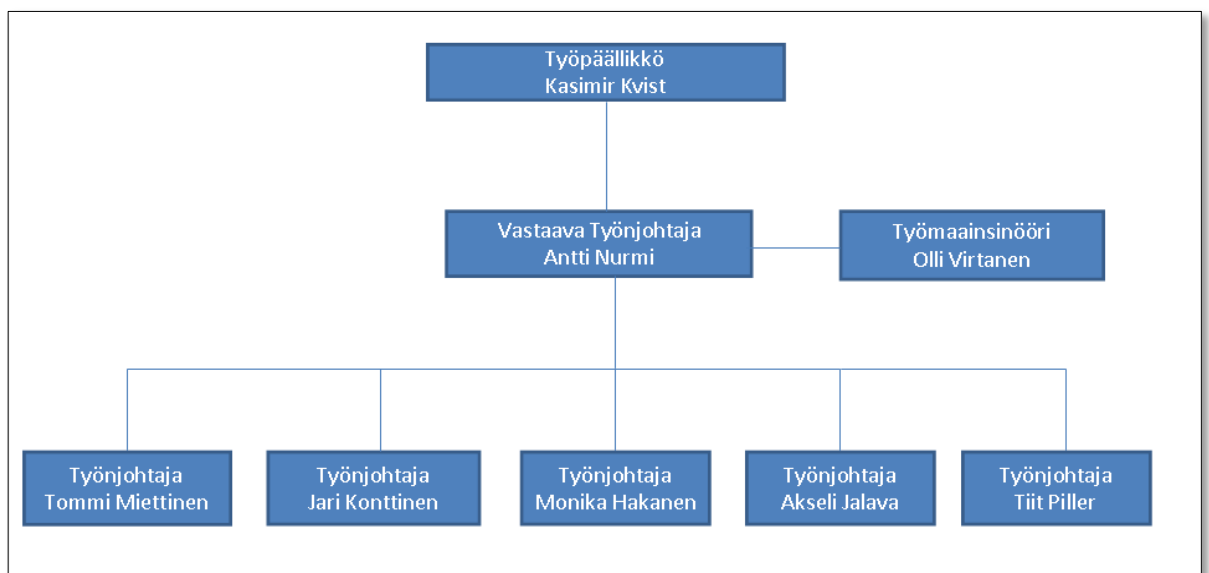 Työpäällikkö
Kasimir Kvist
Vastaava Työnjohtaja
Antti Nurmi
Työmaainsinööri
Olli Virtanen
Työnjohtaja
Tommi Miettinen
Työnjohtaja
Jari Konttinen
Työnjohtaja
Monika Hakanen
Työnjohtaja
Akseli Jalava
Työnjohtaja
Tiit Piller